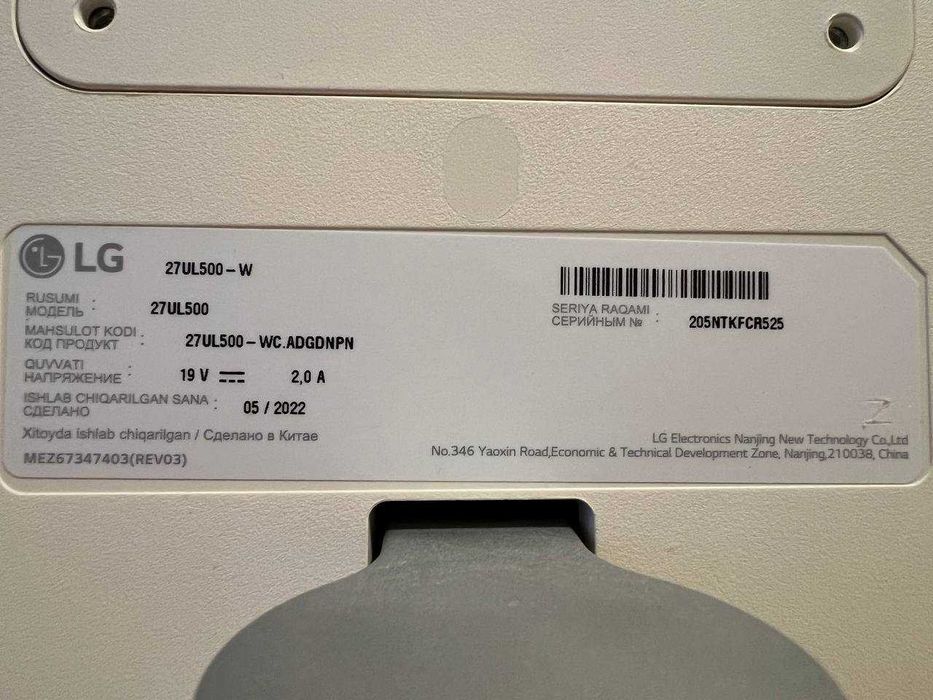 LG 27UL500-W
RUSUMI
МОДЕЛЬ : 27UL500
MAHSULOT KODI
КОД ПРОДУКТ : 27UL500-WC.ADGDNPN
QUVVATI
НАПРЯЖЕНИЕ : 19 V 2,0 A
ISHLAB CHIQARILGAN SANA
СДЕЛАНО : 05 / 2022
Xitoyda ishlab chiqarilgan / Сделано в Китае
MEZ67347403(REV03)
SERIYA RAQAMI
СЕРИЙНЫМ № : 205NTKFCR525
Z
LG Electronics Nanjing New Technology Co.,Ltd
No.346 Yaoxin Road,Economic & Technical Development Zone, Nanjing,210038, China